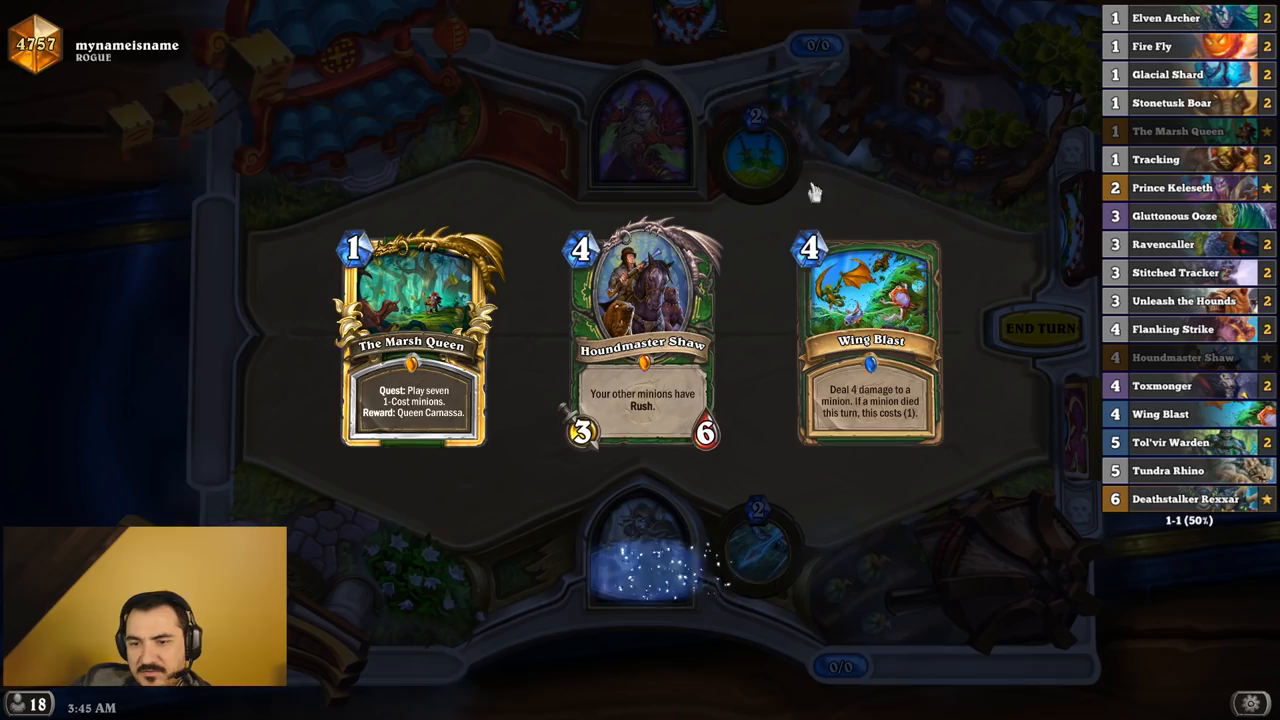 4757
mynameisname
ROGUE
0/0
2
1
The Marsh Queen
Quest: Play seven
1-Cost minions.
Reward: Queen Carnassa.
4
Houndmaster Shaw
Your other minions have
Rush.
3
6
4
Wing Blast
Deal 4 damage to a
minion. If a minion died
this turn, this costs (1).
END TURN
2
0/0
1 Elven Archer 2
1 Fire Fly 2
1 Glacial Shard 2
1 Stonetusk Boar 2
1 The Marsh Queen
1 Tracking 2
2 Prince Keleseth
3 Gluttonous Ooze
3 Ravencaller 2
3 Stitched Tracker 2
3 Unleash the Hounds 2
4 Flanking Strike 2
4 Houndmaster Shaw
4 Toxmonger 2
4 Wing Blast
5 Tol'vir Warden 2
5 Tundra Rhino
6 Deathstalker Rexxar
1-1 (50%)
18
3:45 AM